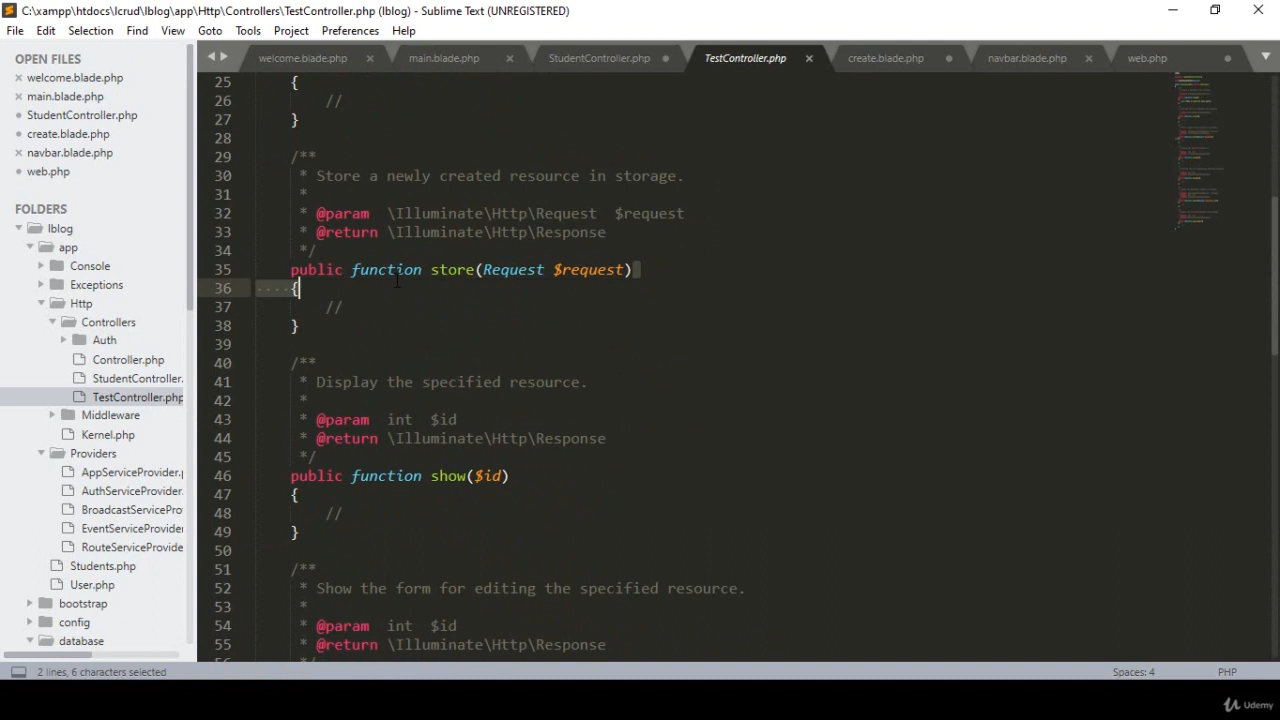 C:\xampp\htdocs\lcrud\lblog\app\Http\Controllers\TestController.php (lblog) - Sublime Text (UNREGISTERED)
File Edit Selection Find View Goto Tools Project Preferences Help
OPEN FILES
welcome.blade.php
main.blade.php
StudentController.php
create.blade.php
navbar.blade.php
web.php
FOLDERS
lblog
app
Console
Exceptions
Http
Controllers
Auth
Controller.php
StudentController.
TestController.php
Middleware
Kernel.php
Providers
AppServiceProvider.p
AuthServiceProvider.
BroadcastServicePro
EventServiceProvider
RouteServiceProvide
Students.php
User.php
bootstrap
config
database
welcome.blade.php main.blade.php StudentController.php TestController.php create.blade.php navbar.blade.php web.php
25 {
26 //
27 }
28
29 /**
30 * Store a newly created resource in storage.
31 *
32 * @param \Illuminate\Http\Request $request
33 * @return \Illuminate\Http\Response
34 */
35 public function store(Request $request)
36 {
37 //
38 }
39
40 /**
41 * Display the specified resource.
42 *
43 * @param int $id
44 * @return \Illuminate\Http\Response
45 */
46 public function show($id)
47 {
48 //
49 }
50
51 /**
52 * Show the form for editing the specified resource.
53 *
54 * @param int $id
55 * @return \Illuminate\Http\Response
56 */
2 lines, 6 characters selected Spaces: 4 PHP
Udemy